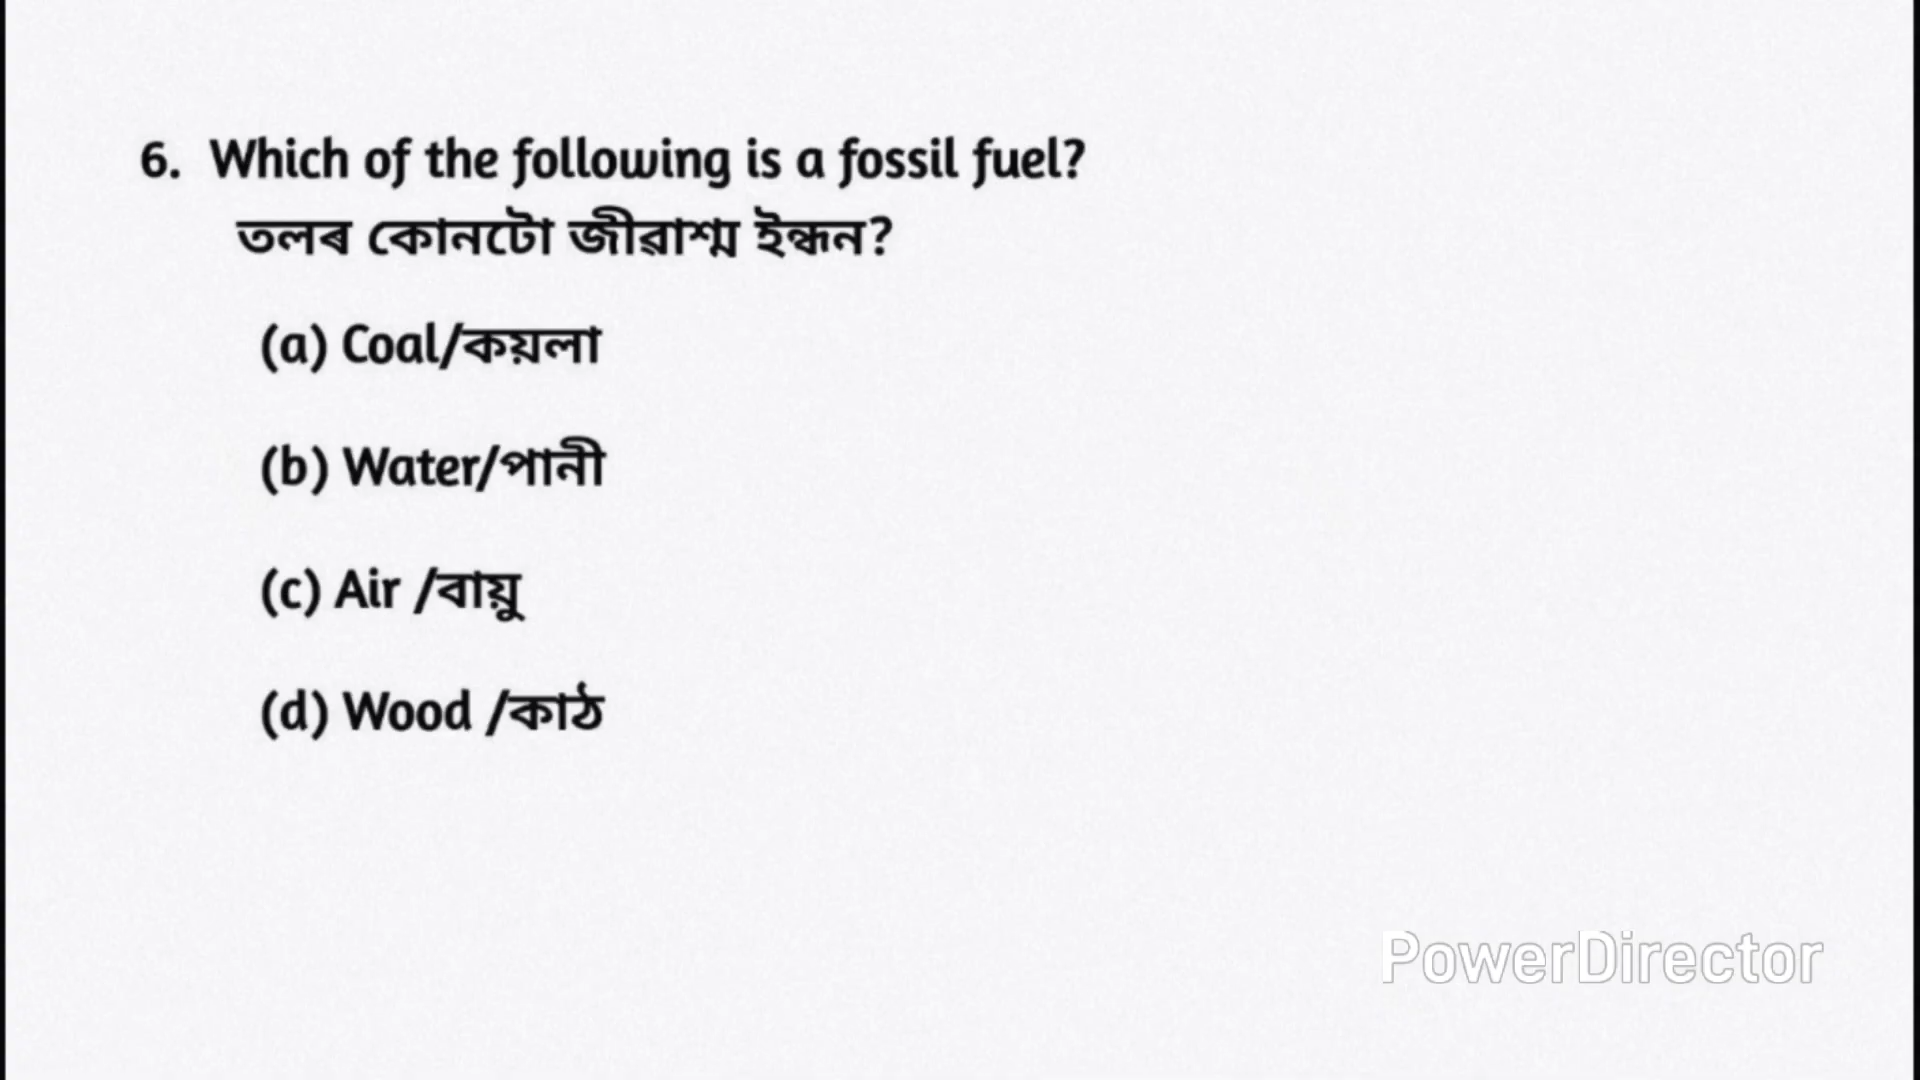 6. Which of the following is a fossil fuel?
তলৰ কোনটো জীৱাশ্ম ইন্ধন?
(a) Coal/কয়লা
(b) Water/পানী
(c) Air /বায়ু
(d) Wood /কাঠ
PowerDirector